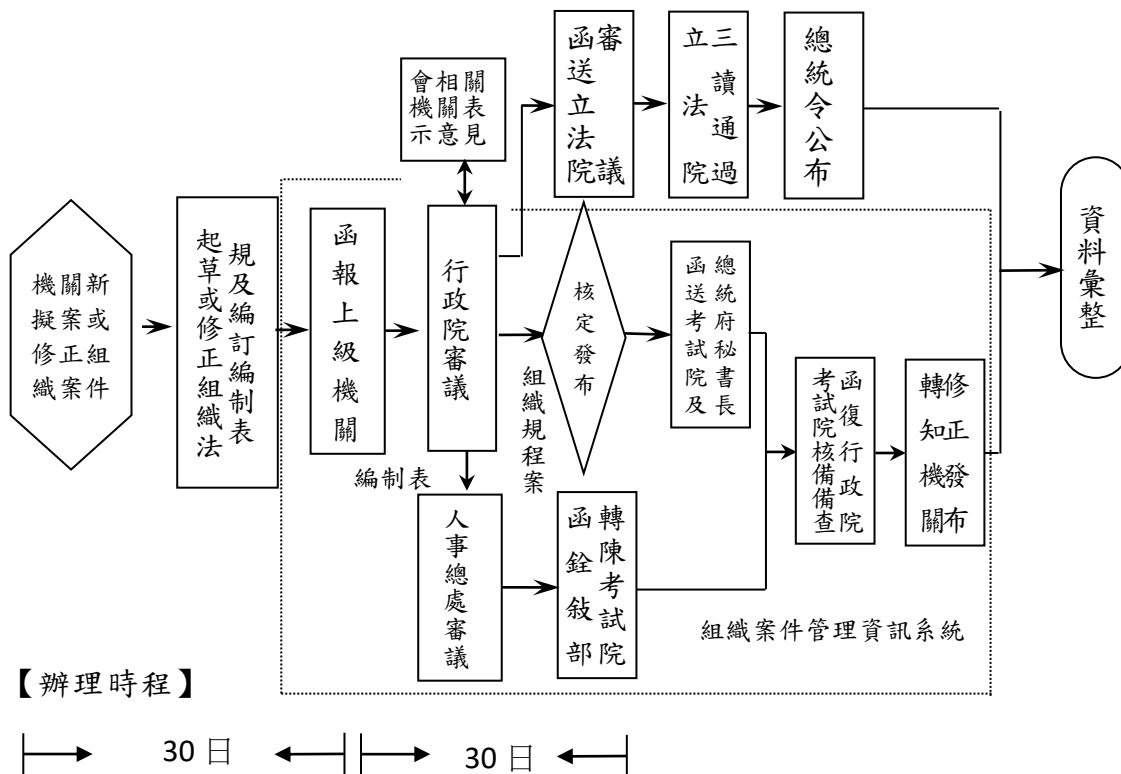 會相關
機關表
示意見
函送立法院
審議
立法院
三讀通過
總統令公布
機關新
擬案或
修正組
織案件
起草或修正組織法
規及編訂編制表
函報上級機關
行政院審議
組織規程案
核定發布
函送考試院及
總統府秘書長
考試院核備備查
函復行政院
轉知機關
修正發布
資料彙整
編制表
人事總處審議
函銓敍部
轉陳考試院
組織案件管理資訊系統
【辦理時程】
30 日
30 日